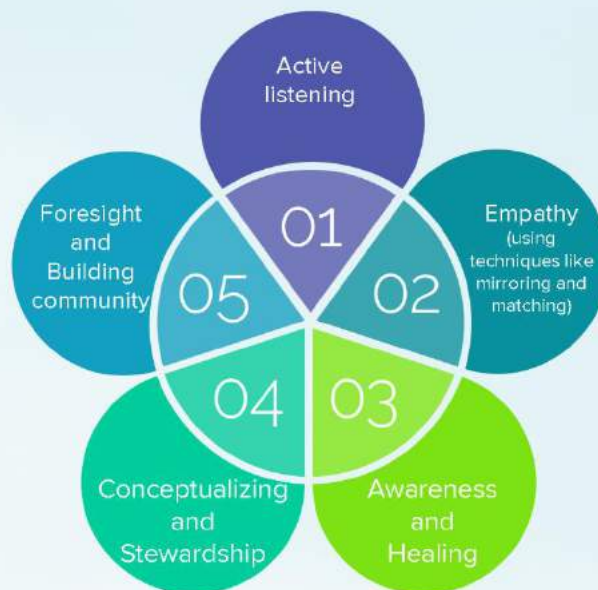 Active
listening
01
Empathy
(using
techniques like
mirroring and
matching)
02
Awareness
and
Healing
03
Conceptualizing
and
Stewardship
04
Foresight
and
Building
community
05